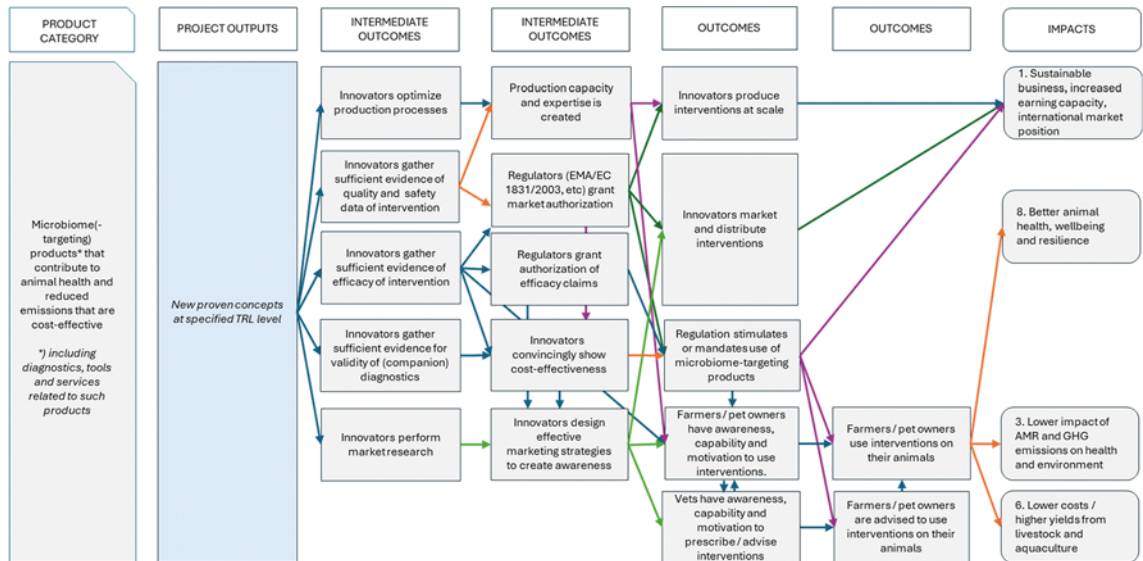 PRODUCT
CATEGORY
PROJECT OUTPUTS
INTERMEDIATE
OUTCOMES
INTERMEDIATE
OUTCOMES
OUTCOMES
OUTCOMES
IMPACTS
Microbiome(-
targeting)
products* that
contribute to
animal health and
reduced
emissions that are
cost-effective
*) including
diagnostics, tools
and services
related to such
products
New proven concepts
at specified TRL level
Innovators optimize
production processes
Innovators gather
sufficient evidence of
quality and safety
data of intervention
Innovators gather
sufficient evidence of
efficacy of intervention
Innovators gather
sufficient evidence for
validity of (companion)
diagnostics
Innovators perform
market research
Production capacity
and expertise is
created
Regulators (EMA/EC
1831/2003, etc) grant
market authorization
Regulators grant
authorization of
efficacy claims
Innovators
convincingly show
cost-effectiveness
Innovators design
effective
marketing strategies
to create awareness
Innovators produce
interventions at scale
Innovators market
and distribute
interventions
Regulation stimulates
or mandates use of
microbiome-targeting
products
Farmers / pet owners
have awareness,
capability and
motivation to use
interventions.
Vets have awareness,
capability and
motivation to
prescribe / advise
interventions
Farmers / pet owners
use interventions on
their animals
Farmers / pet owners
are advised to use
interventions on their
animals
1. Sustainable
business, increased
earning capacity,
international market
position
8. Better animal
health, wellbeing
and resilience
3. Lower impact of
AMR and GHG
emissions on health
and environment
6. Lower costs /
higher yields from
livestock and
aquaculture